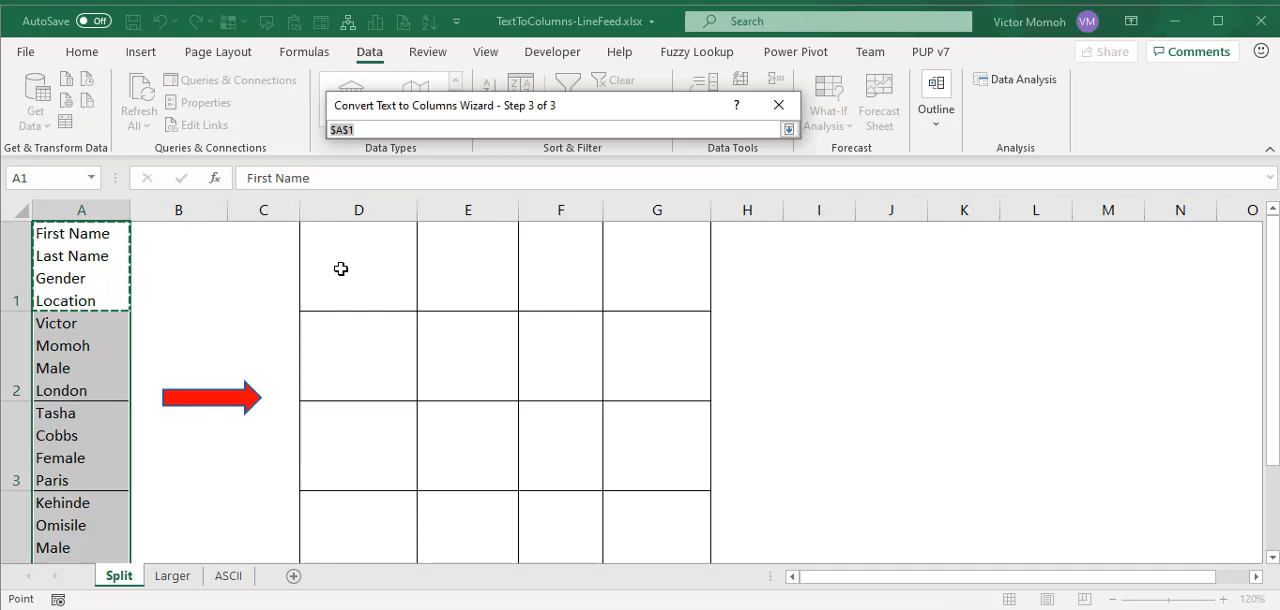 AutoSave Off TextToColumns-LineFeed.xlsx Search Victor Momoh VM
File Home Insert Page Layout Formulas Data Review View Developer Help Fuzzy Lookup Power Pivot Team PUP v7 Share Comments
Get Data
Refresh All
Queries & Connections
Properties
Edit Links
Clear
What-If Analysis
Forecast Sheet
Outline
Data Analysis
Convert Text to Columns Wizard - Step 3 of 3 ?
$A$1
Get & Transform Data Queries & Connections Data Types Sort & Filter Data Tools Forecast Analysis
A1 fx First Name
A B C D E F G H I J K L M N O
First Name
Last Name
Gender
1 Location
Victor
Momoh
Male
2 London
Tasha
Cobbs
Female
3 Paris
Kehinde
Omisile
Male
Split Larger ASCII
Point 120%